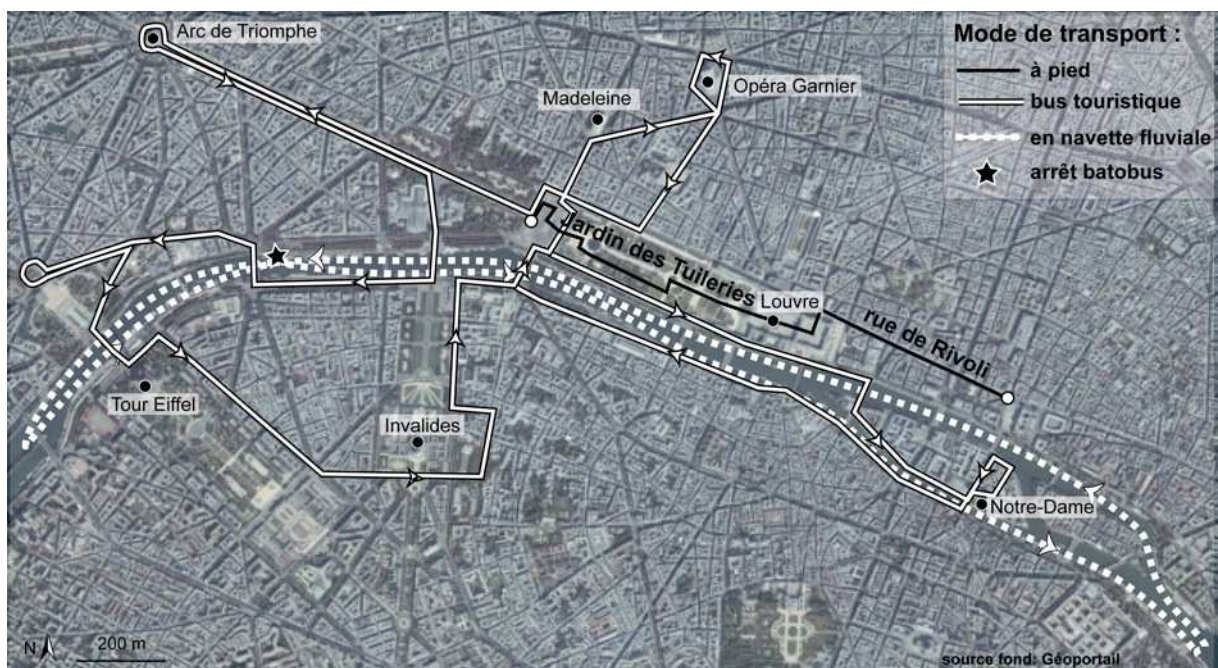 Arc de Triomphe
Mode de transport :
à pied
bus touristique
en navette fluviale
arrêt batobus
Opéra Garnier
Madeleine
Jardin des Tuileries
Louvre
rue de Rivoli
Tour Eiffel
Invalides
Notre-Dame
N
200 m
source fond: Géoportail